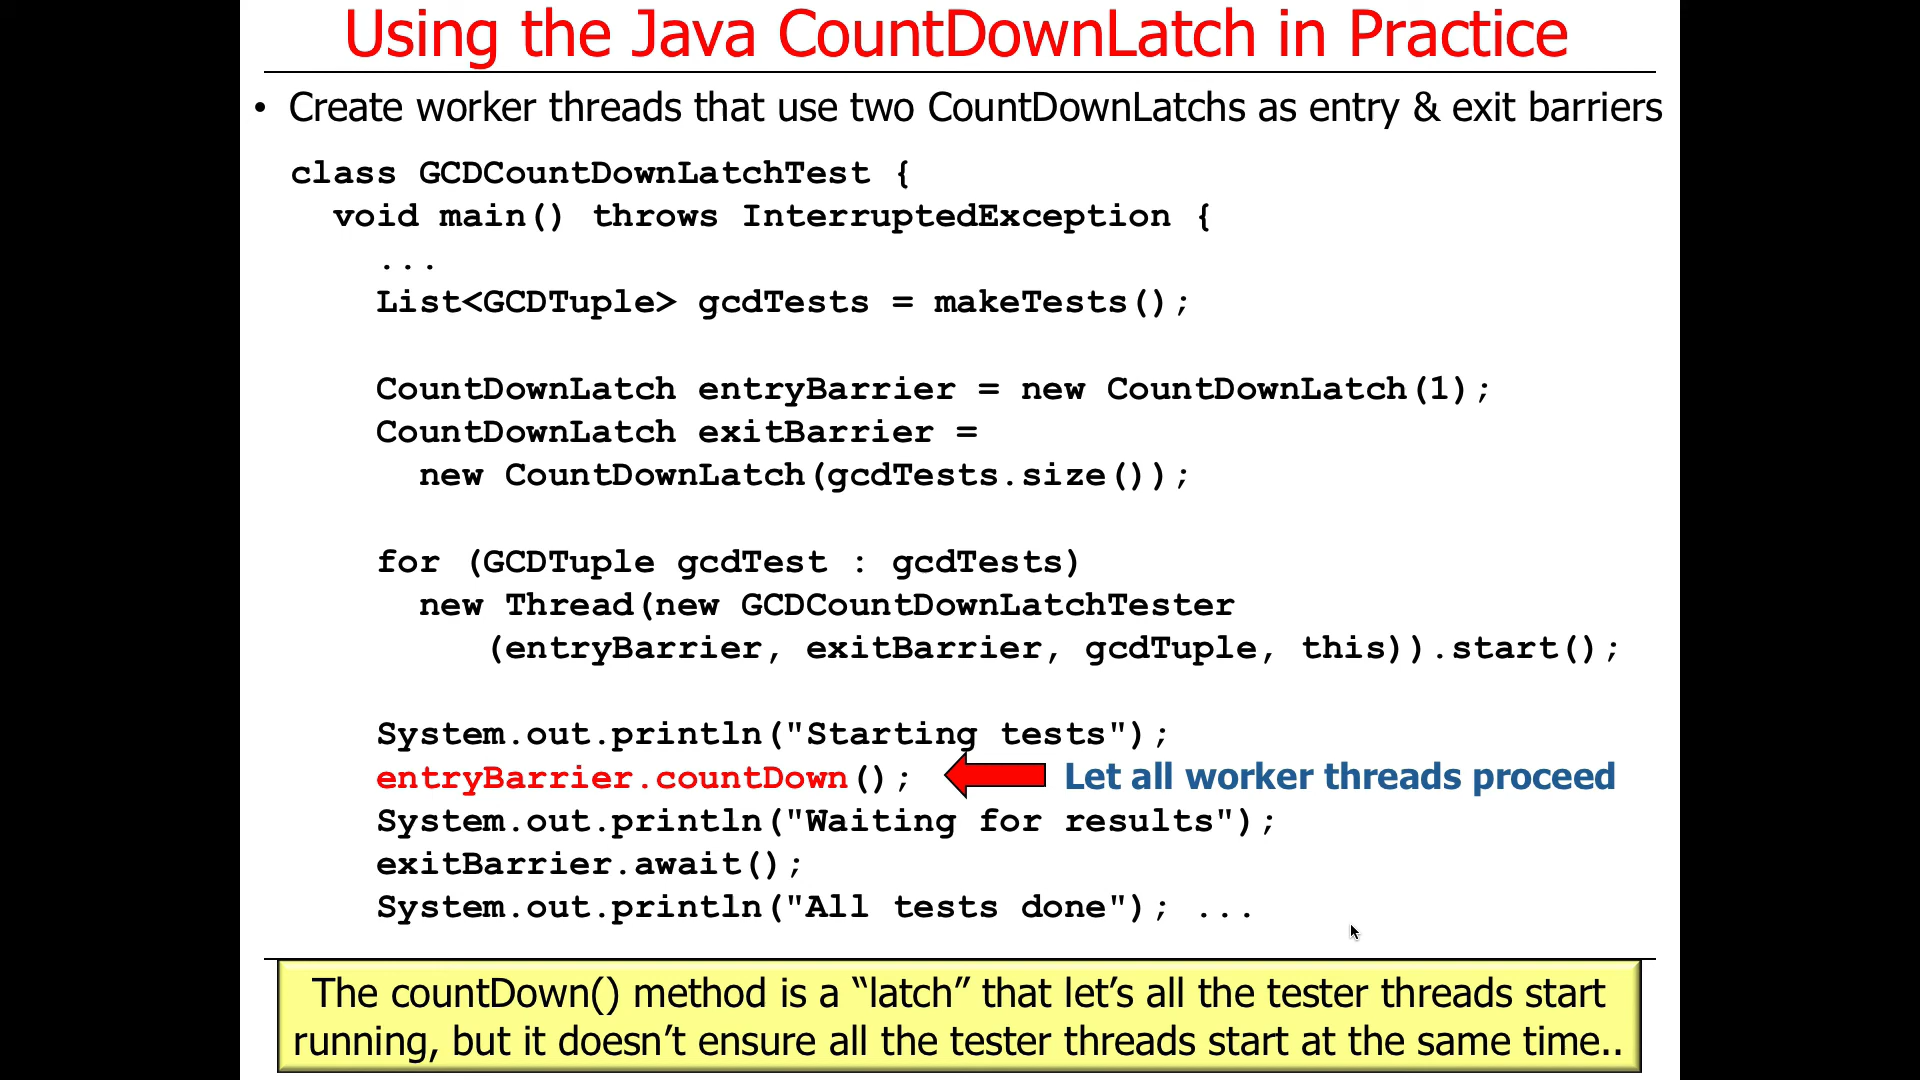 Using the Java CountDownLatch in Practice
• Create worker threads that use two CountDownLatchs as entry & exit barriers
class GCDCountDownLatchTest {
void main() throws InterruptedException {
...
List<GCDTuple> gcdTests = makeTests();
CountDownLatch entryBarrier = new CountDownLatch(1);
CountDownLatch exitBarrier =
new CountDownLatch(gcdTests.size());
for (GCDTuple gcdTest : gcdTests)
new Thread(new GCDCountDownLatchTester
(entryBarrier, exitBarrier, gcdTuple, this)).start();
System.out.println("Starting tests");
entryBarrier.countDown(); Let all worker threads proceed
System.out.println("Waiting for results");
exitBarrier.await();
System.out.println("All tests done"); ...
The countDown() method is a “latch” that let’s all the tester threads start
running, but it doesn’t ensure all the tester threads start at the same time..